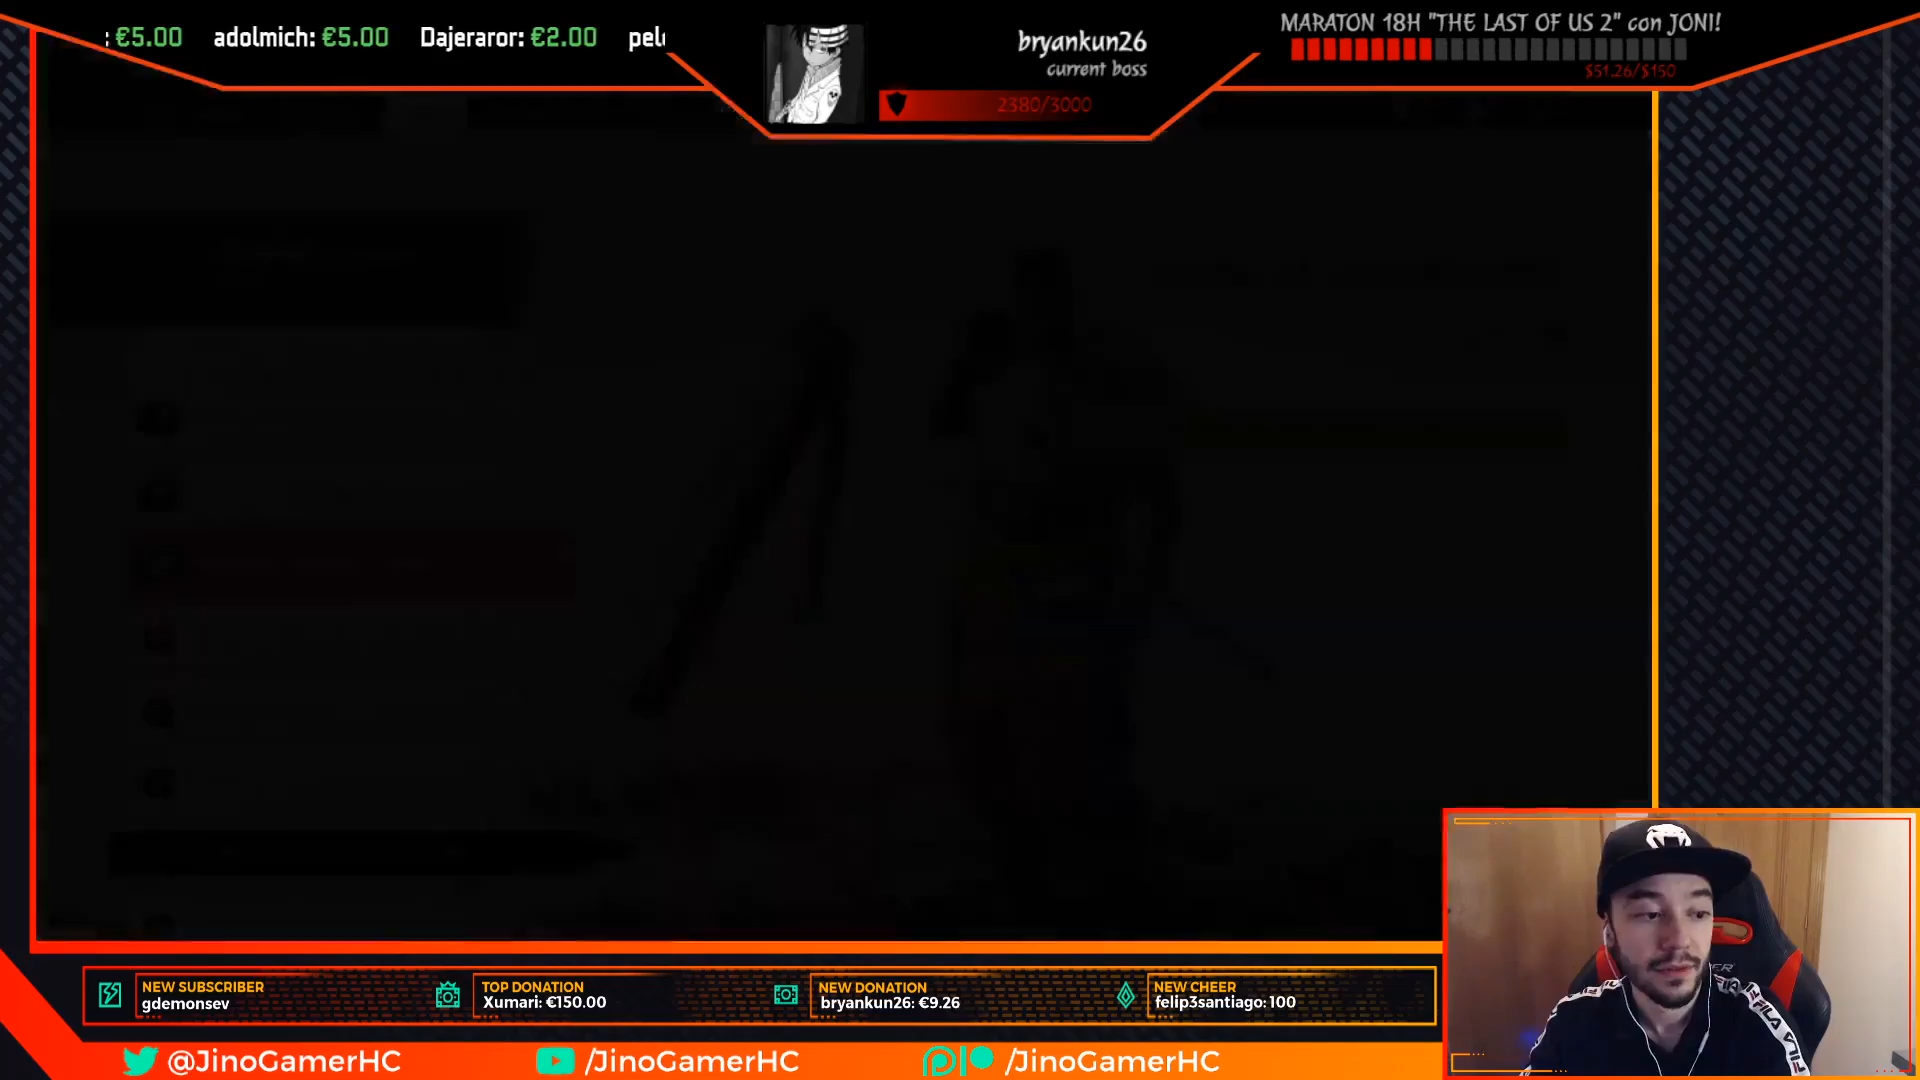 : €5.00 adolmich: €5.00 Dajeraror: €2.00 pel
bryankun26
current boss
2380/3000
MARATON 18H "THE LAST OF US 2" con JONI!
$51.26/$150
NEW SUBSCRIBER
gdemonsev
TOP DONATION
Xumari: €150.00
NEW DONATION
bryankun26: €9.26
NEW CHEER
felip3santiago: 100
@JinoGamerHC
/JinoGamerHC
/JinoGamerHC
FILA